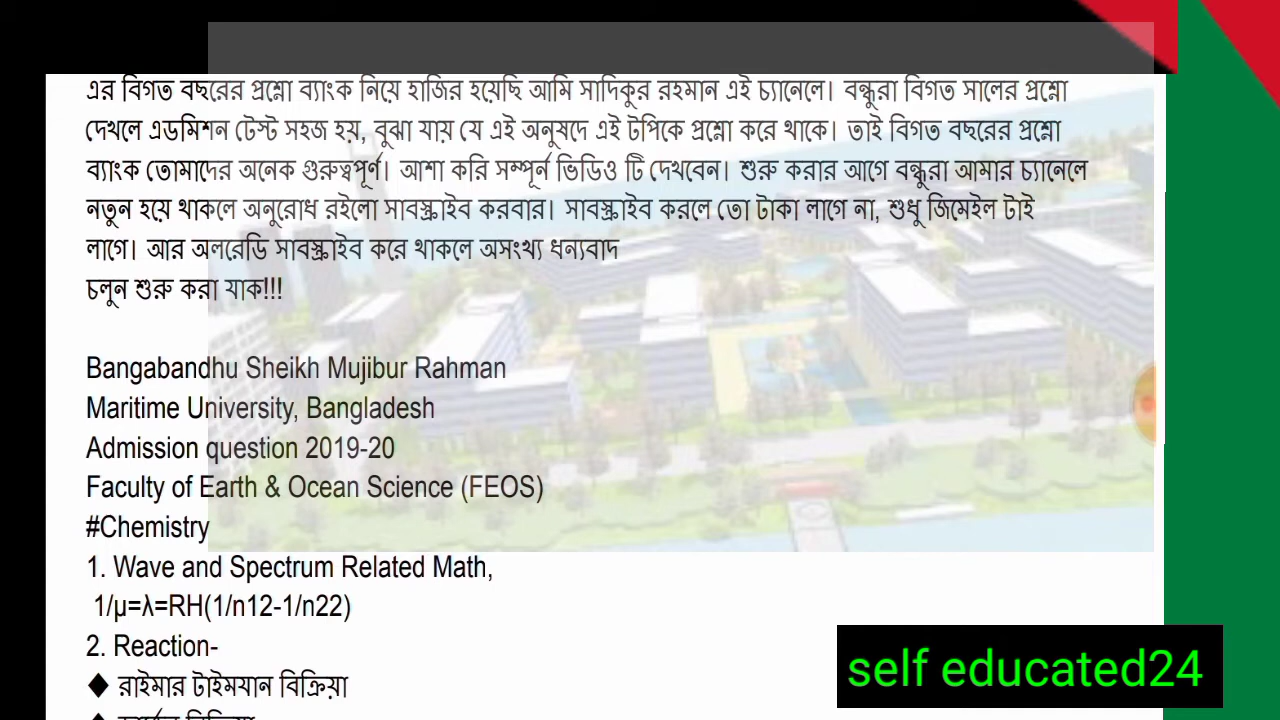 এর বিগত বছরের প্রশ্নো ব্যাংক নিয়ে হাজির হয়েছি আমি সাদিকুর রহমান এই চ্যানেলে। বন্ধুরা বিগত সালের প্রশ্নো
দেখলে এডমিশন টেস্ট সহজ হয়, বুঝা যায় যে এই অনুষদে এই টপিকে প্রশ্নো করে থাকে। তাই বিগত বছরের প্রশ্নো
ব্যাংক তোমাদের অনেক গুরুত্বপূর্ণ। আশা করি সম্পূর্ন ভিডিও টি দেখবেন। শুরু করার আগে বন্ধুরা আমার চ্যানেলে
নতুন হয়ে থাকলে অনুরোধ রইলো সাবস্ক্রাইব করবার। সাবস্ক্রাইব করলে তো টাকা লাগে না, শুধু জিমেইল টাই
লাগে। আর অলরেডি সাবস্ক্রাইব করে থাকলে অসংখ্য ধন্যবাদ
চলুন শুরু করা যাক!!!
Bangabandhu Sheikh Mujibur Rahman
Maritime University, Bangladesh
Admission question 2019-20
Faculty of Earth & Ocean Science (FEOS)
#Chemistry
1. Wave and Spectrum Related Math,
1/μ=λ=RH(1/n12-1/n22)
2. Reaction-
◆ রাইমার টাইমযান বিক্রিয়া
self educated24